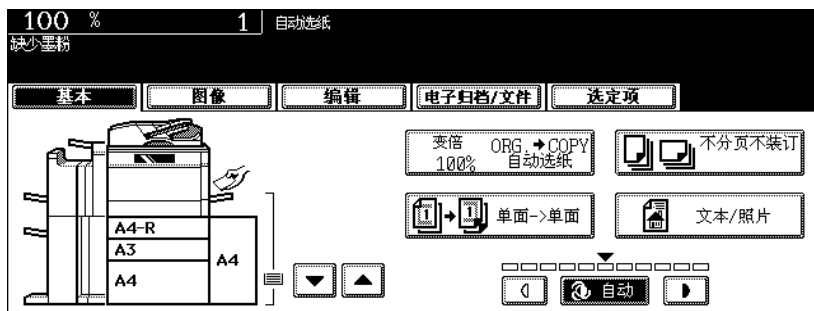 100 % 1 自动选纸
缺少墨粉
基本 图像 编辑 电子归档/文件 选定项
变倍 ORG.→COPY
100% 自动选纸
不分页不装订
1→1 单面->单面
文本/照片
A4-R
A3
A4
A4
自动